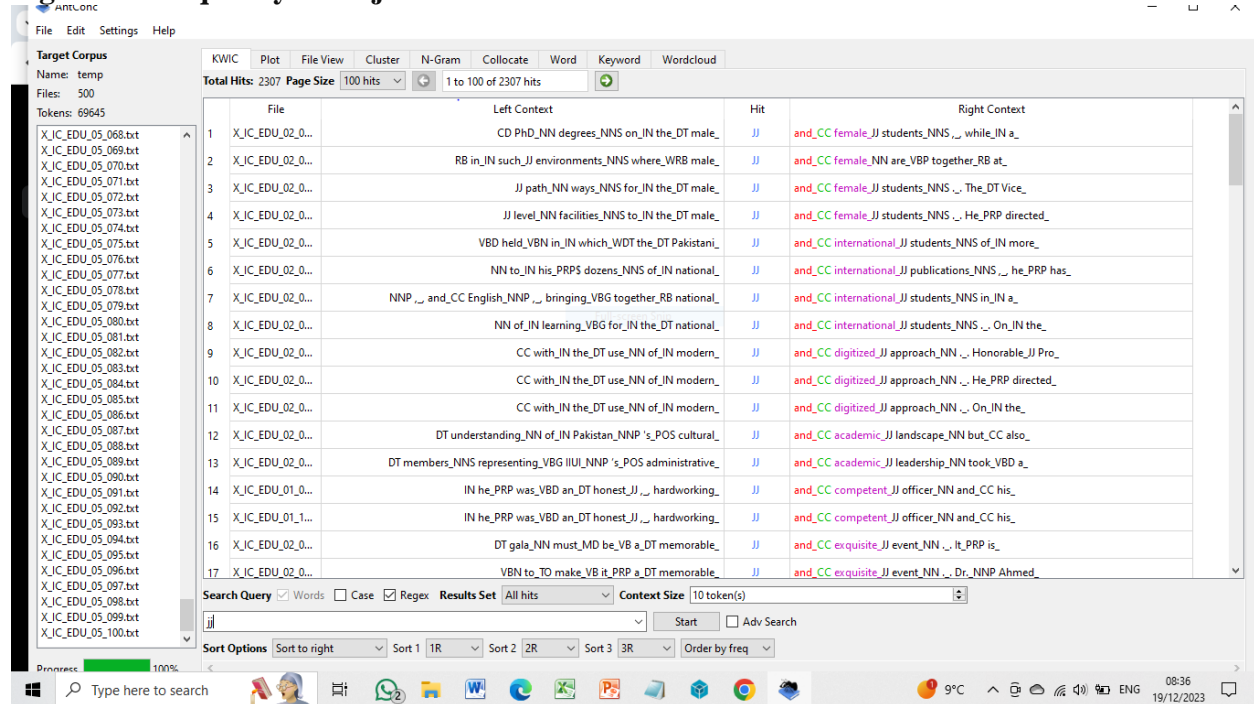 AntConc
File Edit Settings Help
Target Corpus
Name: temp
Files: 500
Tokens: 69645
X_IC_EDU_05_068.txt
X_IC_EDU_05_069.txt
X_IC_EDU_05_070.txt
X_IC_EDU_05_071.txt
X_IC_EDU_05_072.txt
X_IC_EDU_05_073.txt
X_IC_EDU_05_074.txt
X_IC_EDU_05_075.txt
X_IC_EDU_05_076.txt
X_IC_EDU_05_077.txt
X_IC_EDU_05_078.txt
X_IC_EDU_05_079.txt
X_IC_EDU_05_080.txt
X_IC_EDU_05_081.txt
X_IC_EDU_05_082.txt
X_IC_EDU_05_083.txt
X_IC_EDU_05_084.txt
X_IC_EDU_05_085.txt
X_IC_EDU_05_086.txt
X_IC_EDU_05_087.txt
X_IC_EDU_05_088.txt
X_IC_EDU_05_089.txt
X_IC_EDU_05_090.txt
X_IC_EDU_05_091.txt
X_IC_EDU_05_092.txt
X_IC_EDU_05_093.txt
X_IC_EDU_05_094.txt
X_IC_EDU_05_095.txt
X_IC_EDU_05_096.txt
X_IC_EDU_05_097.txt
X_IC_EDU_05_098.txt
X_IC_EDU_05_099.txt
X_IC_EDU_05_100.txt
Progress 100%
KWIC Plot File View Cluster N-Gram Collocate Word Keyword Wordcloud
Total Hits: 2307 Page Size 100 hits 1 to 100 of 2307 hits
File Left Context Hit Right Context
1 X_IC_EDU_02_0... CD PhD_NN degrees_NNS on_IN the_DT male_ JJ and_CC female_JJ students_NNS ,_, while_IN a_
2 X_IC_EDU_02_0... RB in_IN such_JJ environments_NNS where_WRB male_ JJ and_CC female_NN are_VBP together_RB at_
3 X_IC_EDU_02_0... JJ path_NN ways_NNS for_IN the_DT male_ JJ and_CC female_JJ students_NNS ._. The_DT Vice_
4 X_IC_EDU_02_0... JJ level_NN facilities_NNS to_IN the_DT male_ JJ and_CC female_JJ students_NNS ._. He_PRP directed_
5 X_IC_EDU_02_0... VBD held_VBN in_IN which_WDT the_DT Pakistani_ JJ and_CC international_JJ students_NNS of_IN more_
6 X_IC_EDU_02_0... NN to_IN his_PRP$ dozens_NNS of_IN national_ JJ and_CC international_JJ publications_NNS ,_, he_PRP has_
7 X_IC_EDU_02_0... NNP ,_, and_CC English_NNP ,_, bringing_VBG together_RB national_ JJ and_CC international_JJ students_NNS in_IN a_
8 X_IC_EDU_02_0... NN of_IN learning_VBG for_IN the_DT national_ JJ and_CC international_JJ students_NNS ._. On_IN the_
9 X_IC_EDU_02_0... CC with_IN the_DT use_NN of_IN modern_ JJ and_CC digitized_JJ approach_NN ._. Honorable_JJ Pro_
10 X_IC_EDU_02_0... CC with_IN the_DT use_NN of_IN modern_ JJ and_CC digitized_JJ approach_NN ._. He_PRP directed_
11 X_IC_EDU_02_0... CC with_IN the_DT use_NN of_IN modern_ JJ and_CC digitized_JJ approach_NN ._. On_IN the_
12 X_IC_EDU_02_0... DT understanding_NN of_IN Pakistan_NNP 's_POS cultural_ JJ and_CC academic_JJ landscape_NN but_CC also_
13 X_IC_EDU_02_0... DT members_NNS representing_VBG IIUI_NNP 's_POS administrative_ JJ and_CC academic_JJ leadership_NN took_VBD a_
14 X_IC_EDU_01_0... IN he_PRP was_VBD an_DT honest_JJ ,_, hardworking_ JJ and_CC competent_JJ officer_NN and_CC his_
15 X_IC_EDU_01_1... IN he_PRP was_VBD an_DT honest_JJ ,_, hardworking_ JJ and_CC competent_JJ officer_NN and_CC his_
16 X_IC_EDU_02_0... DT gala_NN must_MD be_VB a_DT memorable_ JJ and_CC exquisite_JJ event_NN ._. It_PRP is_
17 X_IC_EDU_02_0... VBN to_TO make_VB it_PRP a_DT memorable_ JJ and_CC exquisite_JJ event_NN ._. Dr._NNP Ahmed_
Search Query Words Case Regex Results Set All hits Context Size 10 token(s)
jj Start Adv Search
Sort Options Sort to right Sort 1 1R Sort 2 2R Sort 3 3R Order by freq
Type here to search 2 9°C ENG 08:36
19/12/2023